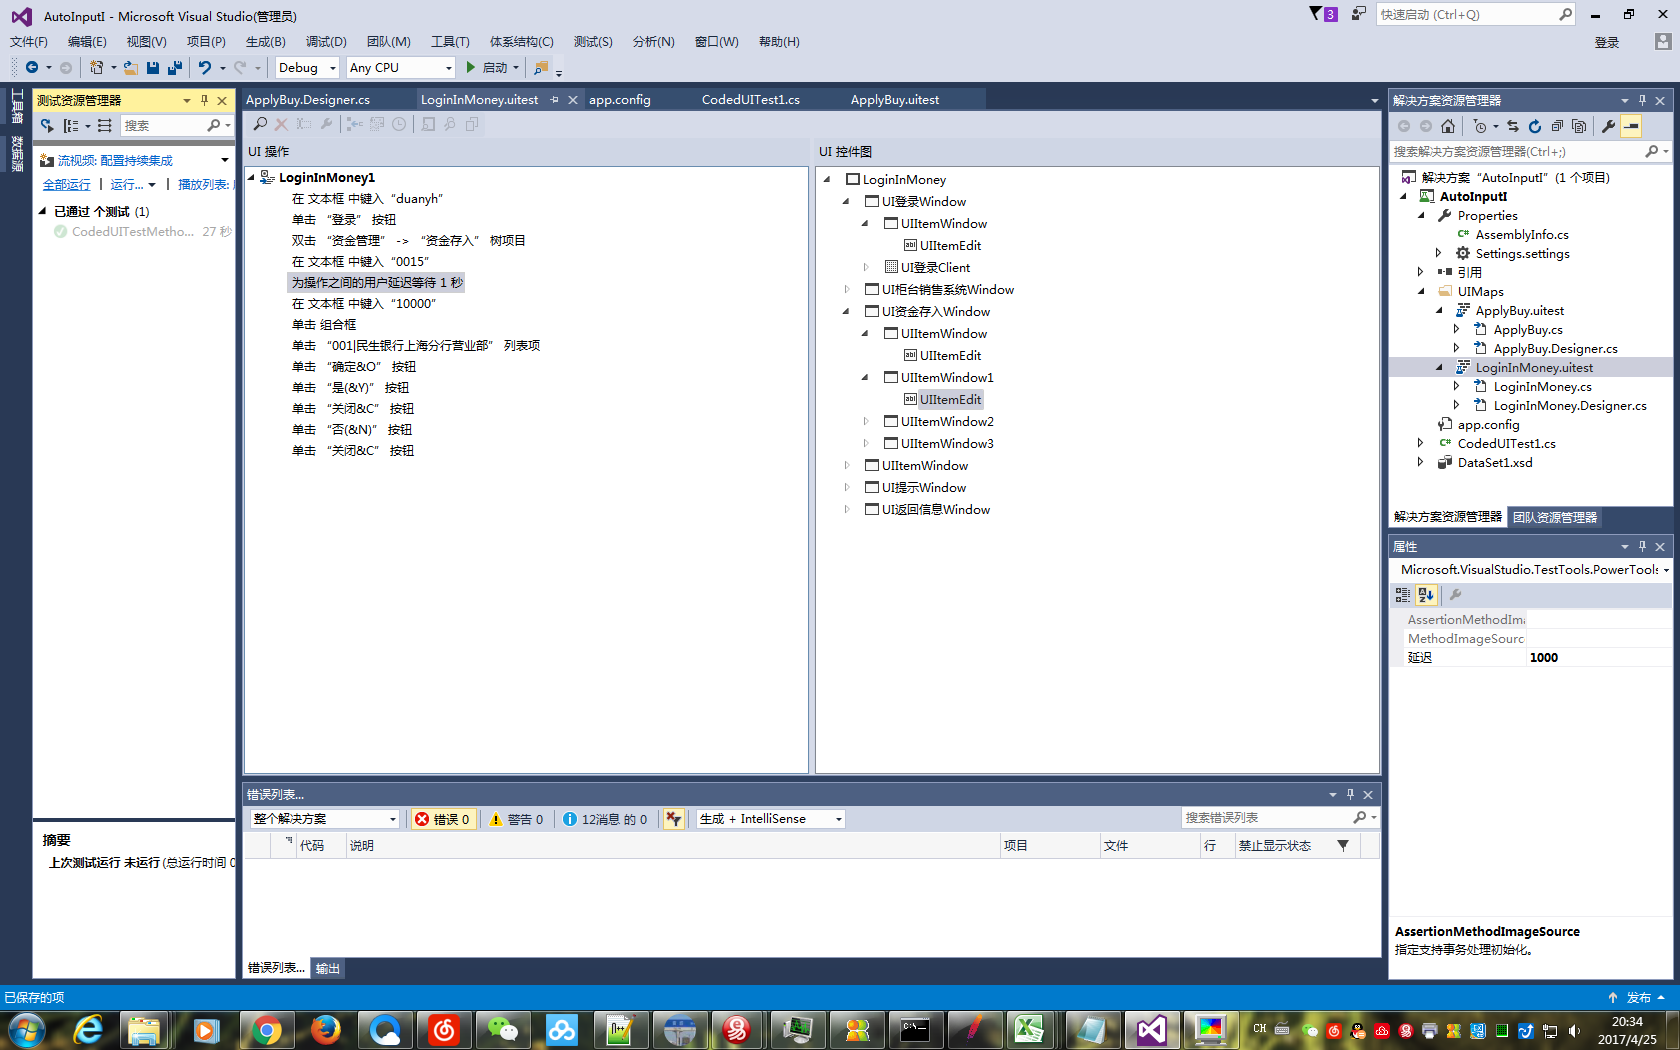 AutoInputI - Microsoft Visual Studio(管理员)
3
快速启动 (Ctrl+Q)
文件(F) 编辑(E) 视图(V) 项目(P) 生成(B) 调试(D) 团队(M) 工具(T) 体系结构(C) 测试(S) 分析(N) 窗口(W) 帮助(H)
登录
Debug Any CPU 启动
工具箱
数据源
测试资源管理器
搜索
流视频: 配置持续集成
全部运行 | 运行... | 播放列表:
已通过 个测试 (1)
CodedUITestMetho... 27 秒
摘要
上次测试运行 未运行 (总运行时间 0
ApplyBuy.Designer.cs LoginInMoney.uitest app.config CodedUITest1.cs ApplyBuy.uitest
UI 操作
LoginInMoney1
在 文本框 中键入 “duanyh”
单击 “登录” 按钮
双击 “资金管理” -> “资金存入” 树项目
在 文本框 中键入 “0015”
为操作之间的用户延迟等待 1 秒
在 文本框 中键入 “10000”
单击 组合框
单击 “001|民生银行上海分行营业部” 列表项
单击 “确定&O” 按钮
单击 “是(&Y)” 按钮
单击 “关闭&C” 按钮
单击 “否(&N)” 按钮
单击 “关闭&C” 按钮
UI 控件图
LoginInMoney
UI登录Window
UIItemWindow
UIItemEdit
UI登录Client
UI柜台销售系统Window
UI资金存入Window
UIItemWindow
UIItemEdit
UIItemWindow1
UIItemEdit
UIItemWindow2
UIItemWindow3
UIItemWindow
UI提示Window
UI返回信息Window
错误列表...
整个解决方案 错误 0 警告 0 12消息 的 0 生成 + IntelliSense 搜索错误列表
代码 说明 项目 文件 行 禁止显示状态
错误列表... 输出
解决方案资源管理器
搜索解决方案资源管理器(Ctrl+;)
解决方案 “AutoInputI” (1 个项目)
AutoInputI
Properties
AssemblyInfo.cs
Settings.settings
引用
UIMaps
ApplyBuy.uitest
ApplyBuy.cs
ApplyBuy.Designer.cs
LoginInMoney.uitest
LoginInMoney.cs
LoginInMoney.Designer.cs
app.config
CodedUITest1.cs
DataSet1.xsd
解决方案资源管理器 团队资源管理器
属性
Microsoft.VisualStudio.TestTools.PowerTools
AssertionMethodIma
MethodImageSourc
延迟 1000
AssertionMethodImageSource
指定支持事务处理初始化。
已保存的项
发布
CH
20:34
2017/4/25